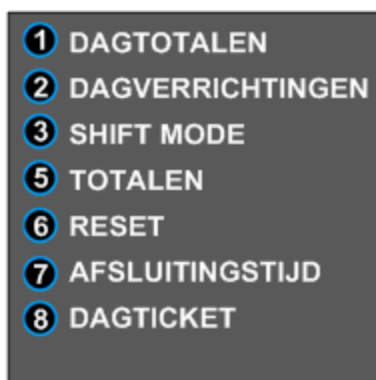 1 DAGTOTALEN
2 DAGVERRICHTINGEN
3 SHIFT MODE
5 TOTALEN
6 RESET
7 AFSLUITINGSTIJD
8 DAGTICKET